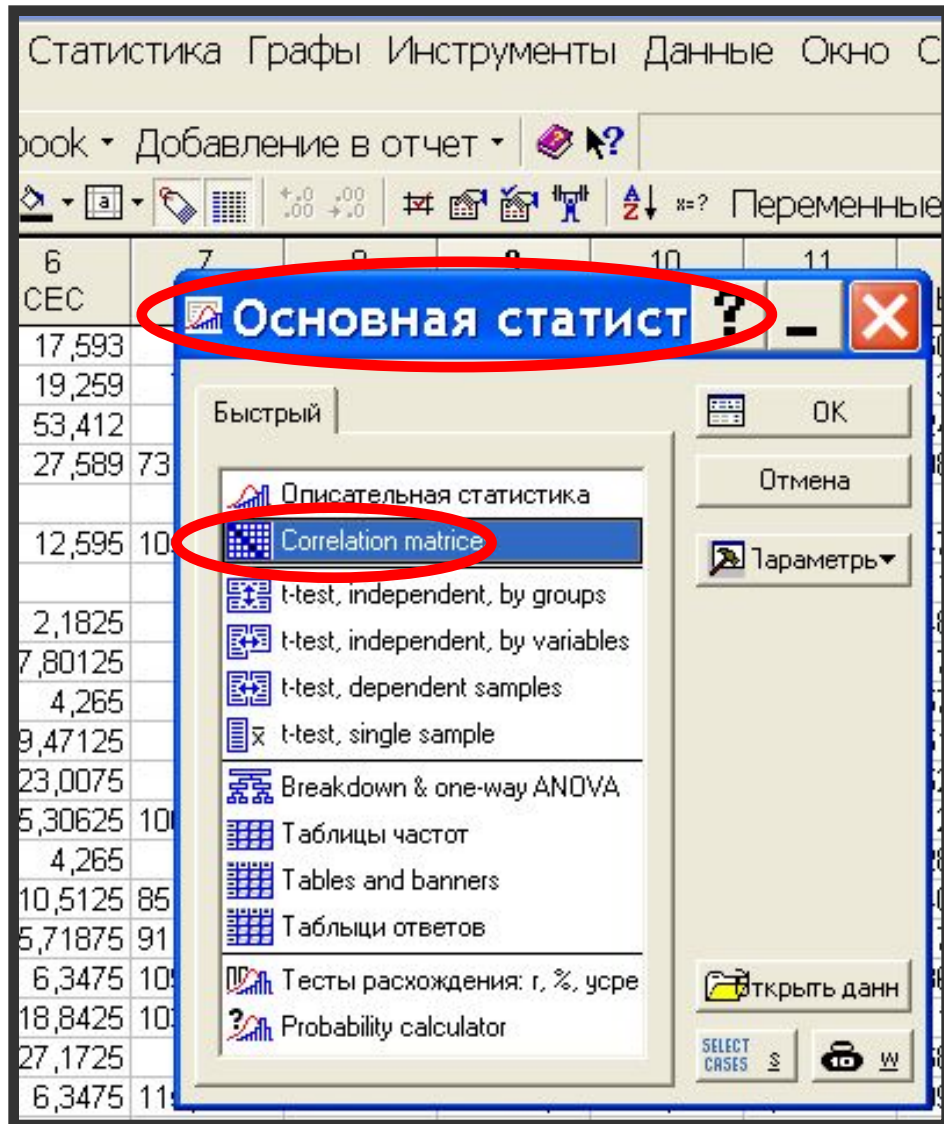 Статистика Графы Инструменты Данные Окно С
book Добавление в отчет
Переменные
6 7 8 9 10 11
СЕС
Основная статист
17,593
19,259
53,412
27,589 73
12,595 10
2,1825
7,80125
4,265
9,47125
23,0075
5,30625 10
4,265
10,5125 85
5,71875 91
6,3475 10
18,8425 10
27,1725
6,3475 11
Быстрый
Описательная статистика
Correlation matrice
t-test, independent, by groups
t-test, independent, by variables
t-test, dependent samples
t-test, single sample
Breakdown & one-way ANOVA
Таблицы частот
Tables and banners
Таблыци ответов
Тесты расхождения: r, %, усре
Probability calculator
OK
Отмена
Параметры
Открыть данн
SELECT CASES S
W